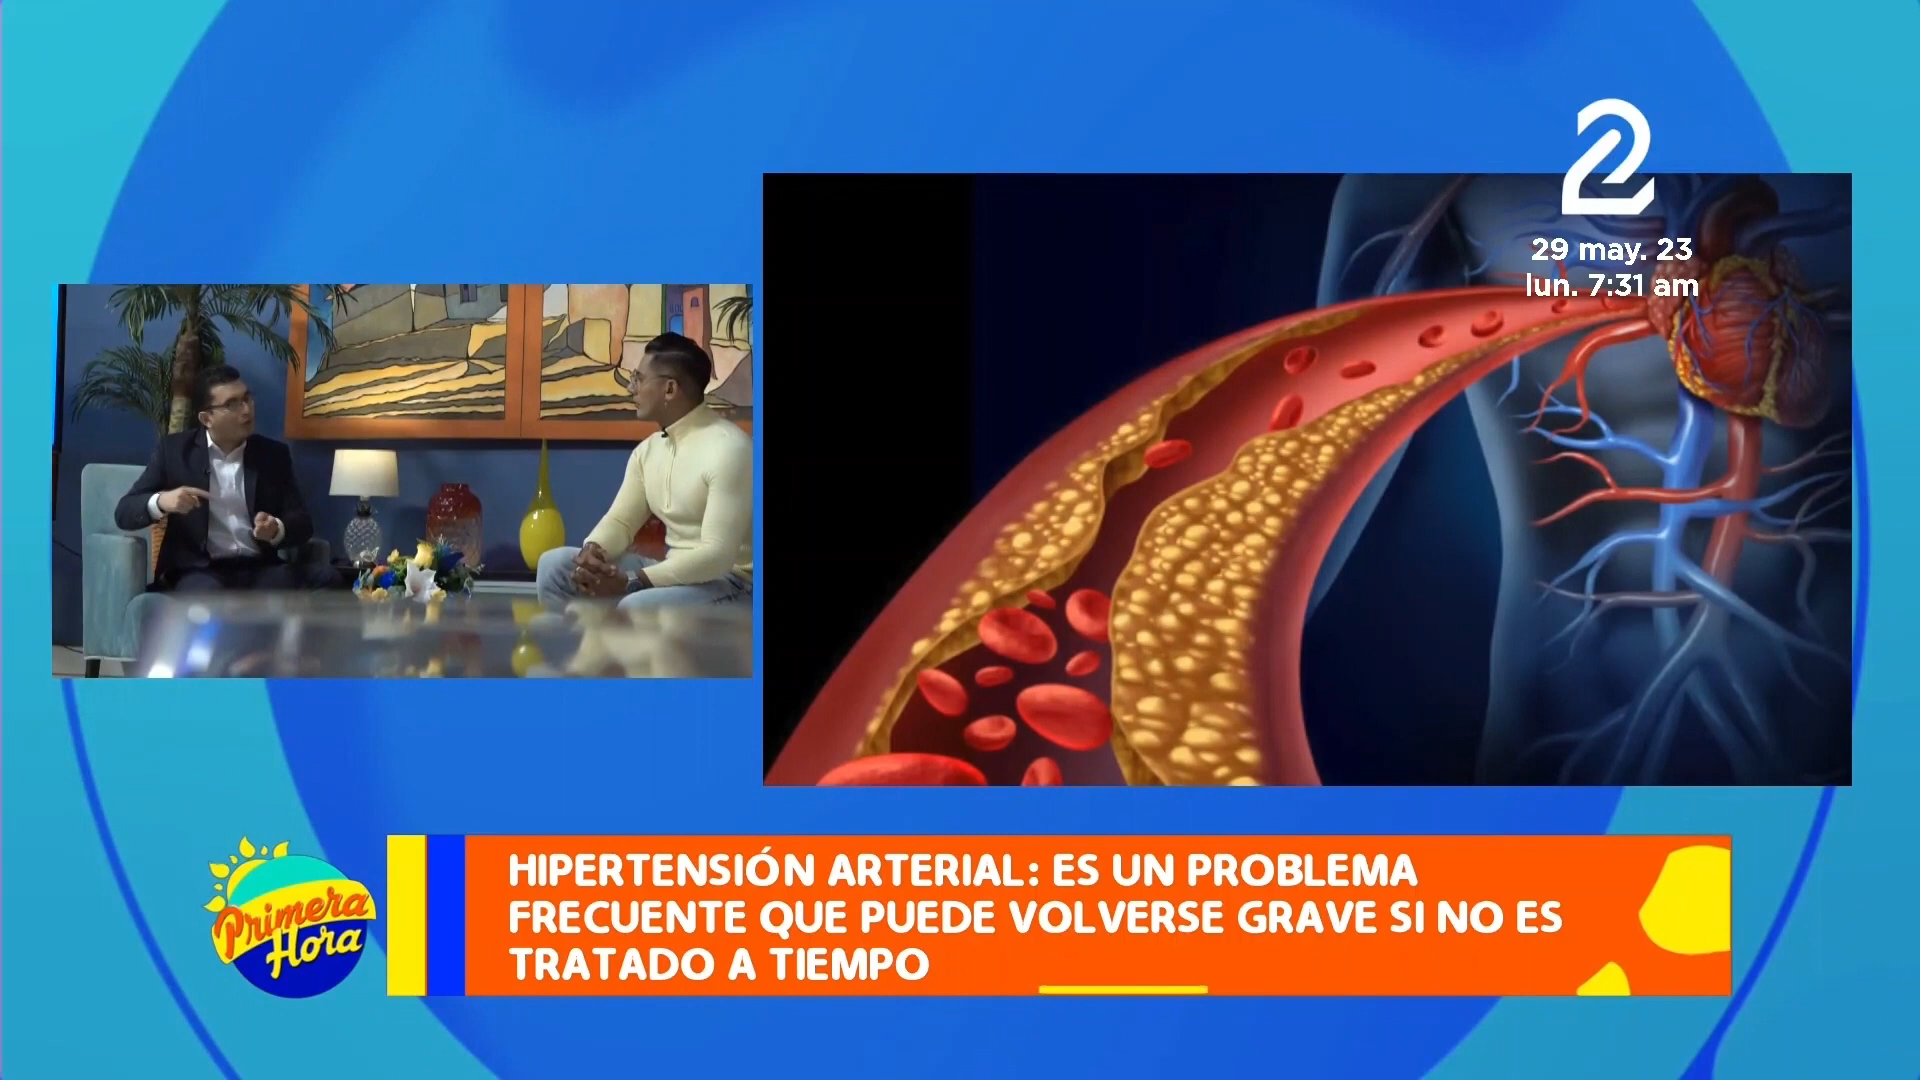 2
29 may. 23
lun. 7:31 am
Primera
Hora
HIPERTENSIÓN ARTERIAL: ES UN PROBLEMA
FRECUENTE QUE PUEDE VOLVERSE GRAVE SI NO ES
TRATADO A TIEMPO